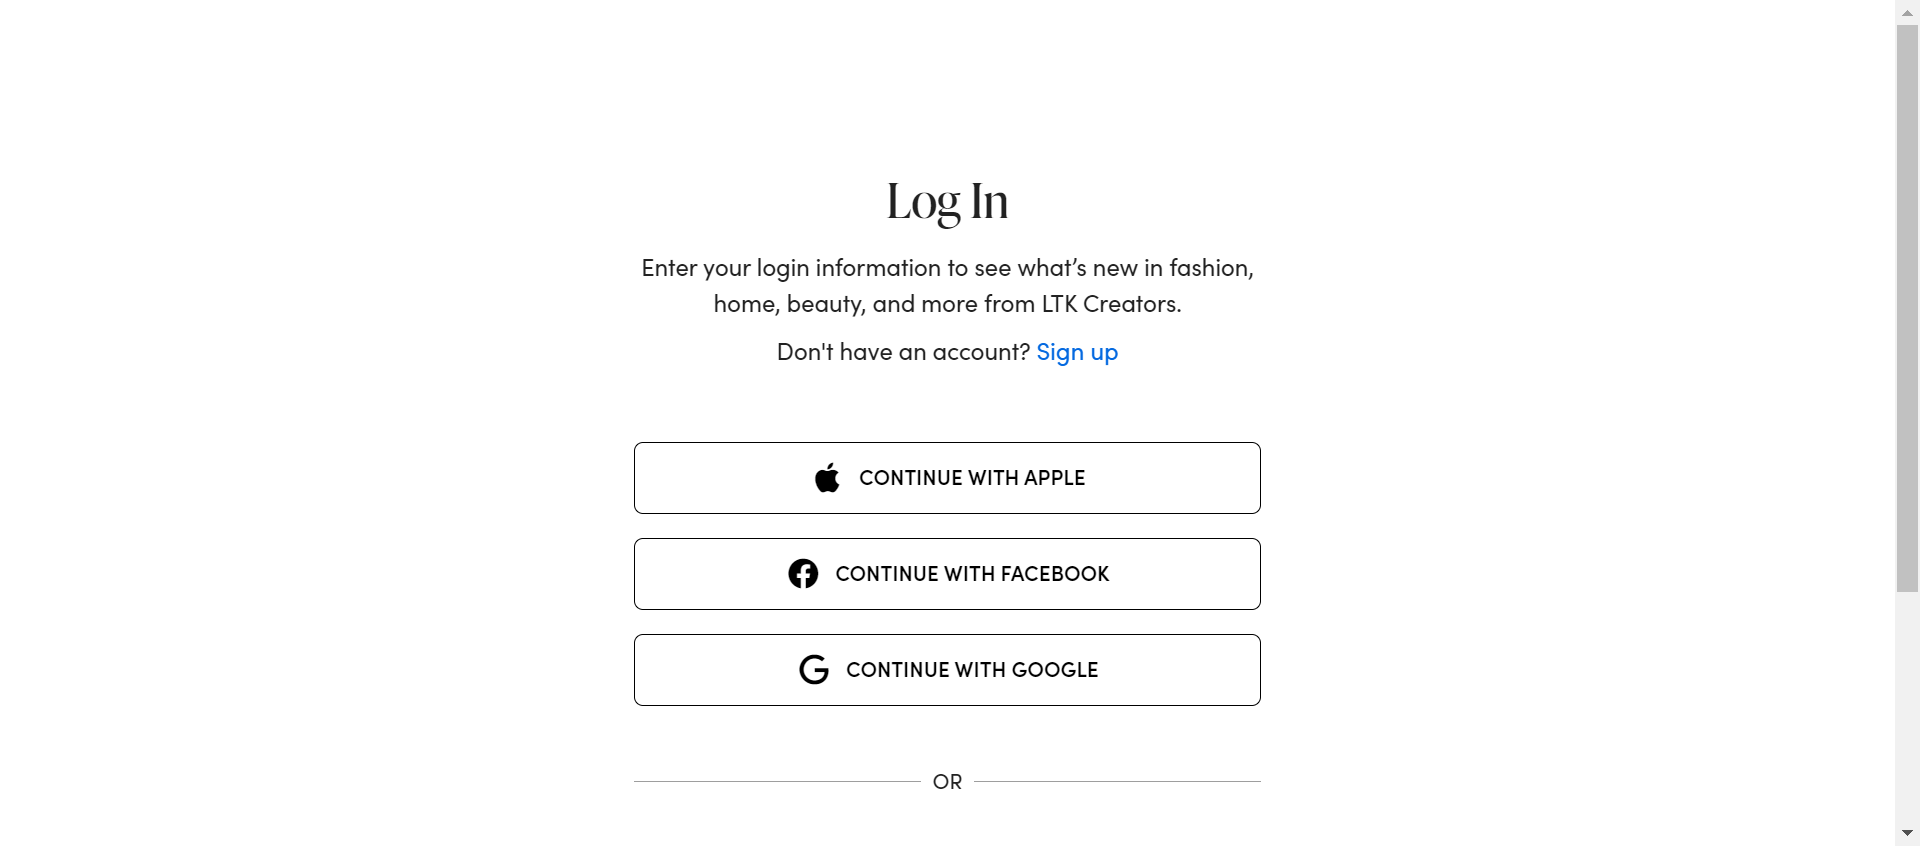 Log In
Enter your login information to see what’s new in fashion,
home, beauty, and more from LTK Creators.
Don't have an account? Sign up
CONTINUE WITH APPLE
CONTINUE WITH FACEBOOK
CONTINUE WITH GOOGLE
OR